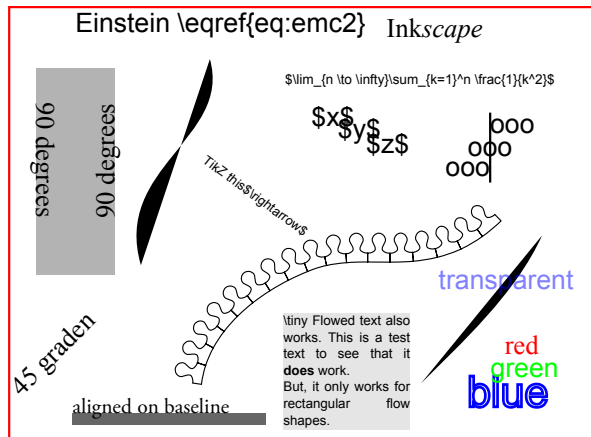 Einstein \eqref{eq:emc2}
Inkscape
$\lim_{n \to \infty}\sum_{k=1}^n \frac{1}{k^2}$
90 degrees
90 degrees
$x$
$y$
$z$
ooo
ooo
ooo
TikZ this$\rightarrow$
transparent
45 graden
\tiny Flowed text also
works. This is a test
text to see that it
does work.
But, it only works for
rectangular flow
shapes.
red
green
blue
aligned on baseline